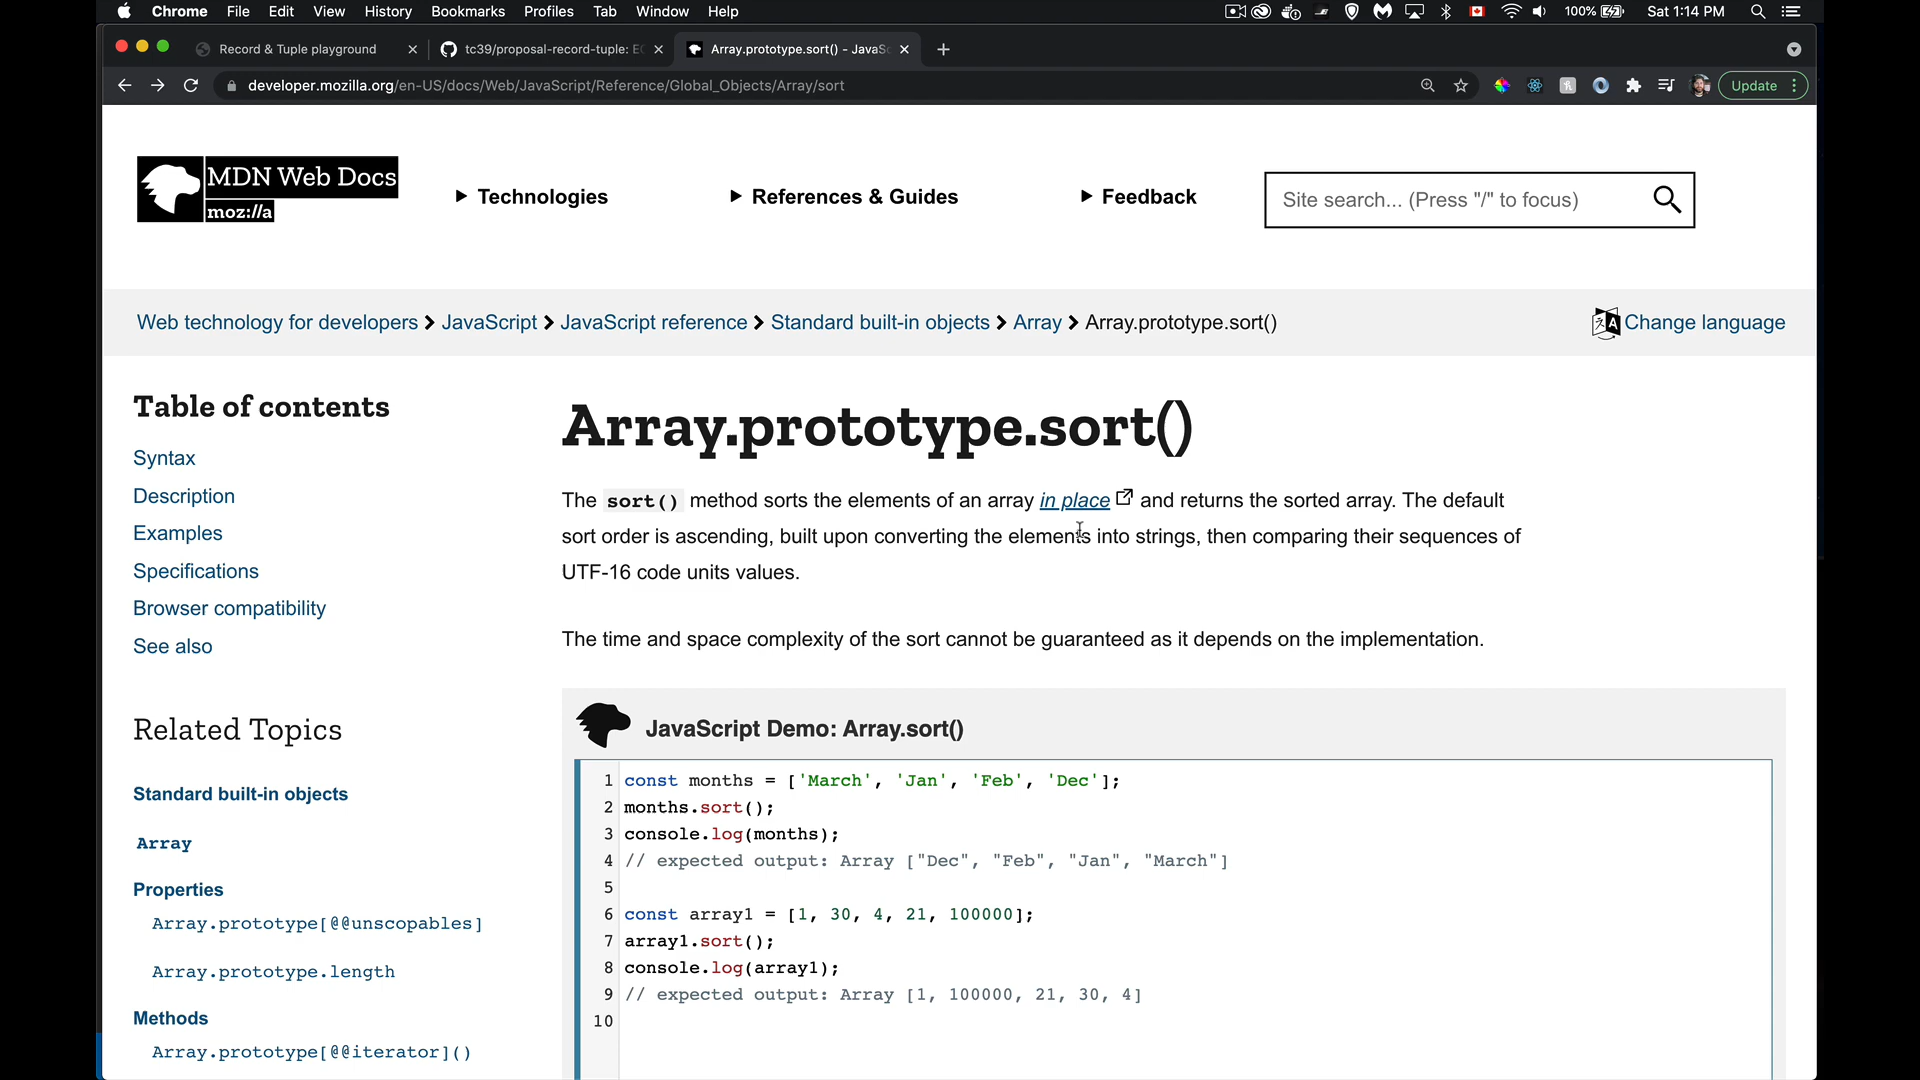 Chrome File Edit View History Bookmarks Profiles Tab Window Help 100% Sat 1:14 PM
Record & Tuple playground tc39/proposal-record-tuple: Array.prototype.sort() - JavaSc
developer.mozilla.org/en-US/docs/Web/JavaScript/Reference/Global_Objects/Array/sort Update
MDN Web Docs
moz://a
Technologies References & Guides Feedback Site search... (Press "/" to focus)
Web technology for developers JavaScript JavaScript reference Standard built-in objects Array Array.prototype.sort() Change language
Table of contents
Syntax
Description
Examples
Specifications
Browser compatibility
See also
Related Topics
Standard built-in objects
Array
Properties
Array.prototype[@@unscopables]
Array.prototype.length
Methods
Array.prototype[@@iterator]()
Array.prototype.sort()
The sort() method sorts the elements of an array in place and returns the sorted array. The default
sort order is ascending, built upon converting the elements into strings, then comparing their sequences of
UTF-16 code units values.
The time and space complexity of the sort cannot be guaranteed as it depends on the implementation.
JavaScript Demo: Array.sort()
1 const months = ['March', 'Jan', 'Feb', 'Dec'];
2 months.sort();
3 console.log(months);
4 // expected output: Array ["Dec", "Feb", "Jan", "March"]
5
6 const array1 = [1, 30, 4, 21, 100000];
7 array1.sort();
8 console.log(array1);
9 // expected output: Array [1, 100000, 21, 30, 4]
10